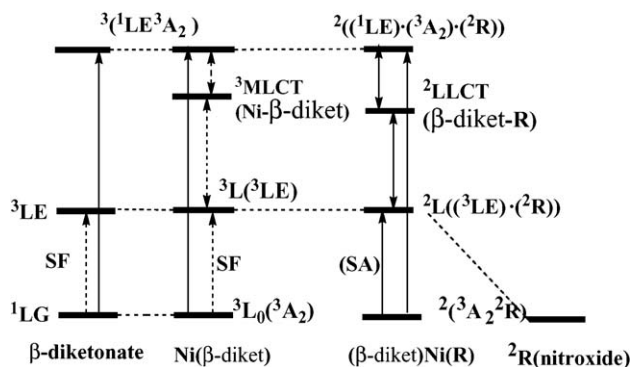 ³(¹LE³A₂ )
²((¹LE)·(³A₂)·(²R))
³MLCT
(Ni-β-diket)
²LLCT
(β-diket-R)
³L(³LE)
³LE
²L((³LE)·(²R))
SF
SF
(SA)
¹LG
³L₀(³A₂)
²(³A₂²R)
β-diketonate
Ni(β-diket)
(β-diket)Ni(R)
²R(nitroxide)